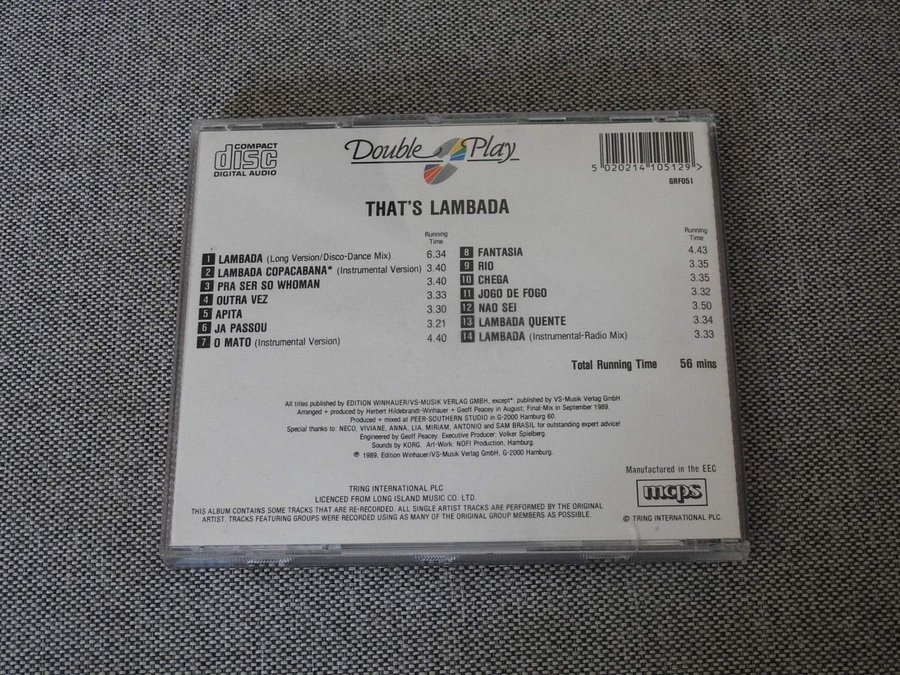 COMPACT
disc
DIGITAL AUDIO
Double Play
5 020214 105129 >
GRF051
THAT'S LAMBADA
Running
Time
1 LAMBADA (Long Version/Disco-Dance Mix) 6.34
2 LAMBADA COPACABANA* (Instrumental Version) 3.40
3 PRA SER SO WHOMAN 3.40
4 OUTRA VEZ 3.33
5 APITA 3.30
6 JA PASSOU 3.21
7 O MATO (Instrumental Version) 4.40
Running
Time
8 FANTASIA 4.43
9 RIO 3.35
10 CHEGA 3.35
11 JOGO DE FOGO 3.32
12 NAO SEI 3.50
13 LAMBADA QUENTE 3.34
14 LAMBADA (Instrumental-Radio Mix) 3.33
Total Running Time 56 mins
All titles published by EDITION WINHAUER/VS-MUSIK VERLAG GMBH, except*: published by VS-Musik Verlag GmbH.
Arranged + produced by Herbert Hildebrandt-Winhauer + Geoff Peacey in August, Final-Mix in September 1989.
Produced + mixed at PEER-SOUTHERN STUDIO in G-2000 Hamburg 60.
Special thanks to: NECO, VIVIANE, ANNA, LIA, MIRIAM, ANTONIO and SAM BRASIL for outstanding expert advice!
Engineered by Geoff Peacey. Executive Producer: Volker Spielberg.
Sounds by KORG. Art-Work: NOFI Production, Hamburg.
℗ 1989, Edition Winhauer/VS-Musik Verlag GmbH, G-2000 Hamburg.
Manufactured in the EEC
mcps
TRING INTERNATIONAL PLC
LICENCED FROM LONG ISLAND MUSIC CO. LTD.
THIS ALBUM CONTAINS SOME TRACKS THAT ARE RE-RECORDED. ALL SINGLE ARTIST TRACKS ARE PERFORMED BY THE ORIGINAL
ARTIST. TRACKS FEATURING GROUPS WERE RECORDED USING AS MANY OF THE ORIGINAL GROUP MEMBERS AS POSSIBLE.
© TRING INTERNATIONAL PLC.